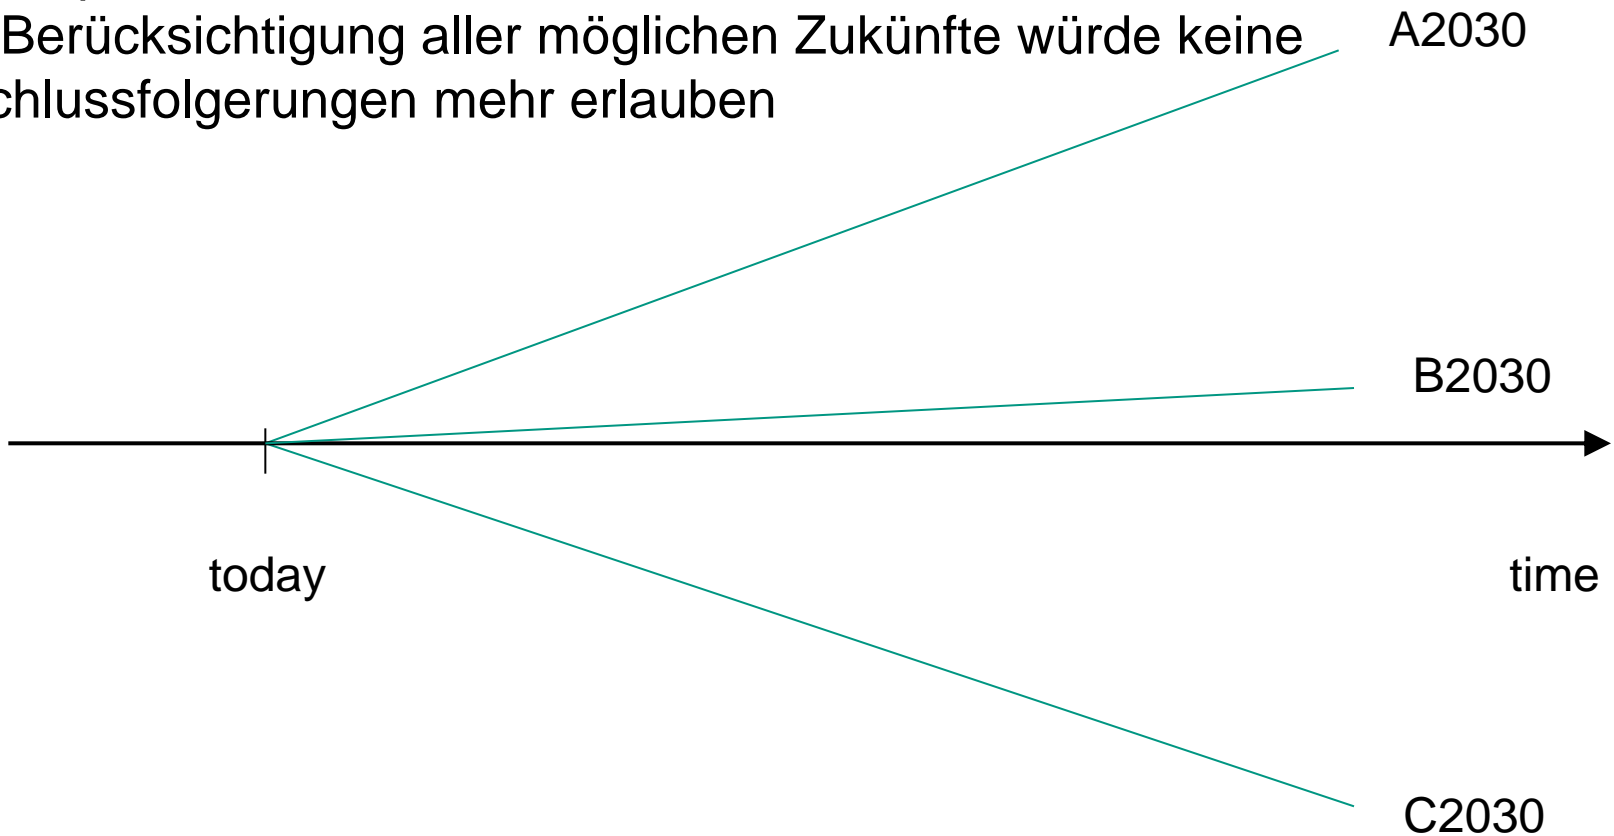 Berücksichtigung aller möglichen Zukünfte würde keine
chlussfolgerungen mehr erlauben
A2030
B2030
today
time
C2030